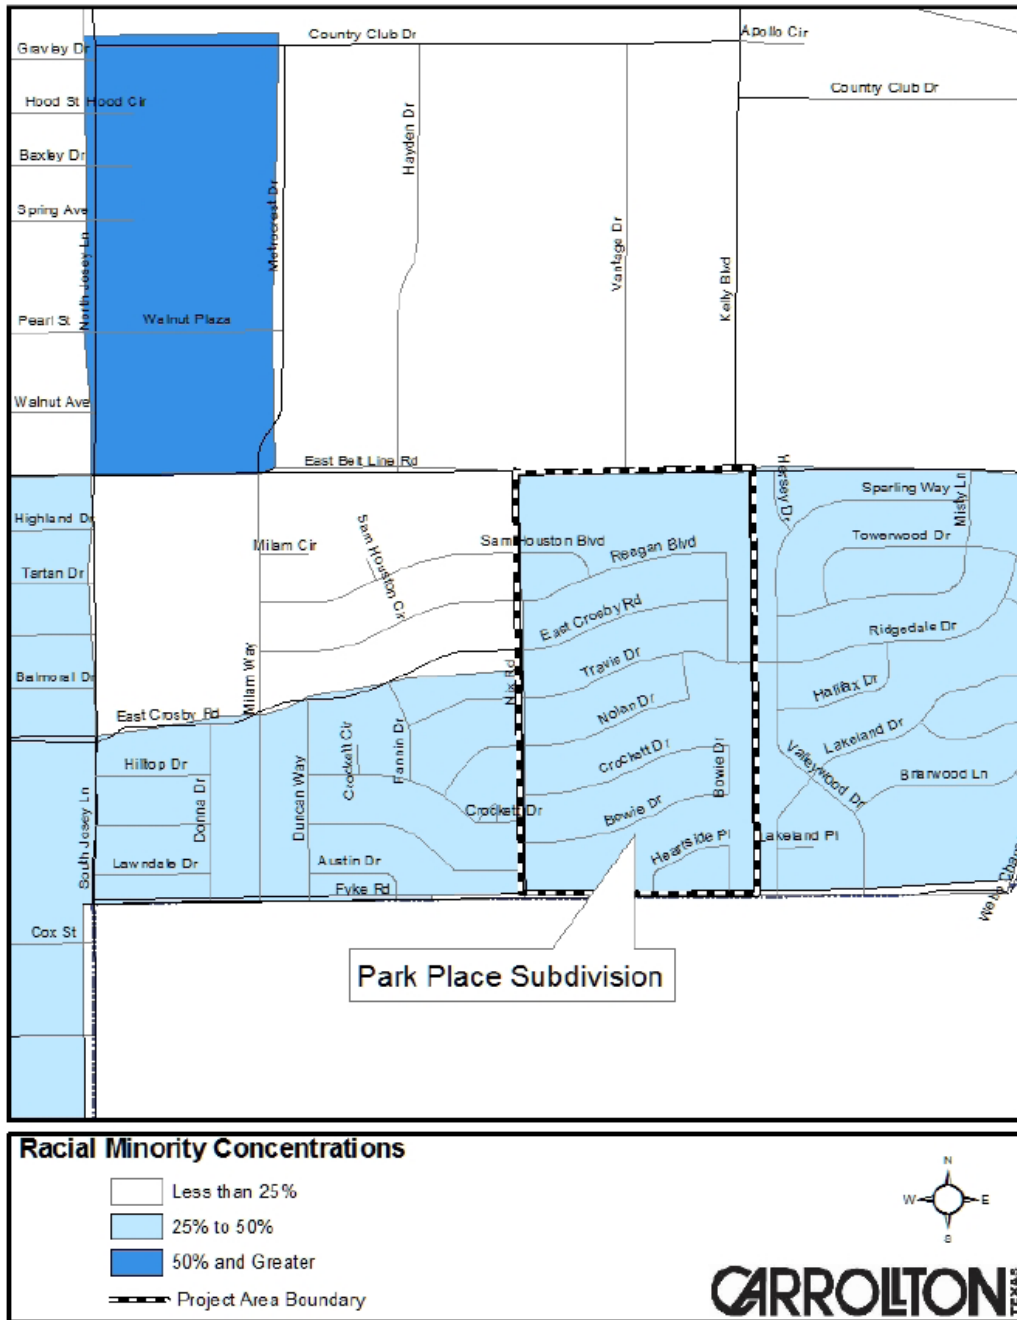 Country Club Dr
Apollo Cir
Gravley Dr
Country Club Dr
Hood St Hood Cir
Hayden Dr
Baxley Dr
Metrocrest Dr
Spring Ave
Vantage Dr
North Josey Ln
Kelly Blvd
Pearl St
Walnut Plaza
Walnut Ave
East Belt Line Rd
Hersey Dr
Sparling Way
Misty Ln
Highland Dr
Sam Houston Cir
Milam Cir
Sam Houston Blvd
Reagan Blvd
Towerwood Dr
Tartan Dr
East Crosby Rd
Ridgedale Dr
Travis Dr
Balmoral Dr
Milam Way
Nix Rd
Halifax Dr
East Crosby Rd
Nolan Dr
Fannin Dr
Lakeland Dr
Crockett Cir
Crockett Dr
Bowie Dr
Hilltop Dr
Valleywood Dr
Briarwood Ln
Donna Dr
Duncan Way
Crockett Dr
Bowie Dr
South Josey Ln
Heartside Pl
Lakeland Pl
Lawndale Dr
Austin Dr
Fyke Rd
Cox St
Park Place Subdivision
Racial Minority Concentrations
Less than 25%
25% to 50%
50% and Greater
Project Area Boundary
N
W
E
S
CARROLLTON
TEXAS